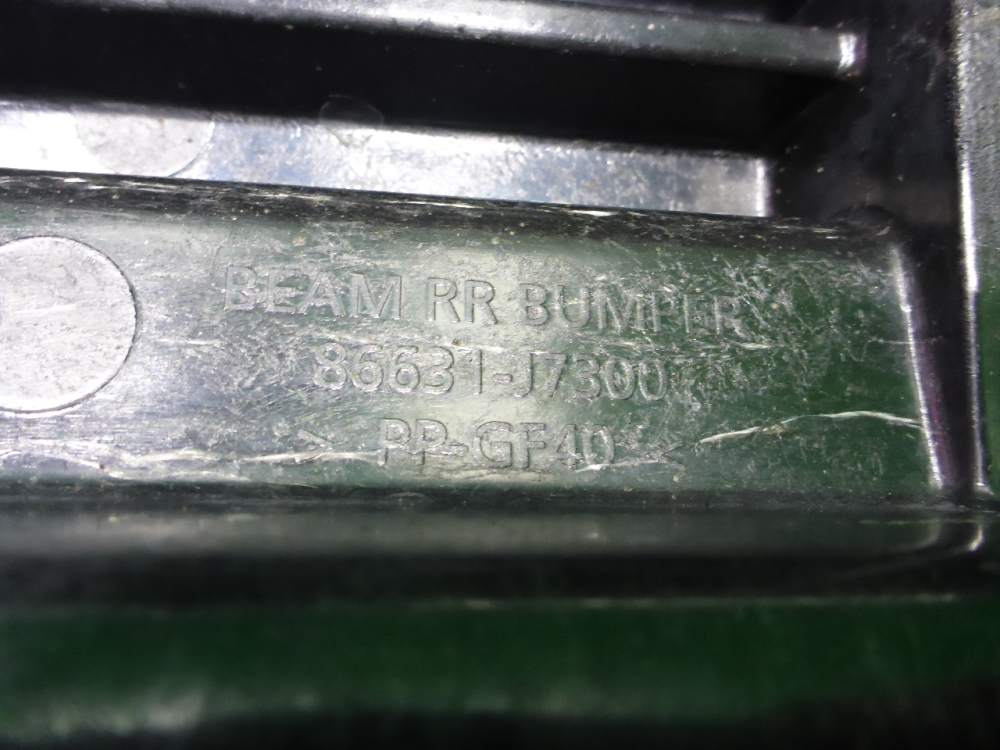 BEAM RR BUMPER
86631-J7300
> PP-GF40 <